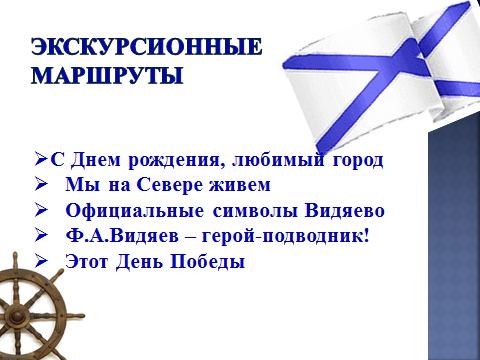 ЭКСКУРСИОННЫЕ
МАРШРУТЫ
С Днем рождения, любимый город
Мы на Севере живем
Официальные символы Видяево
Ф.А.Видяев – герой-подводник!
Этот День Победы